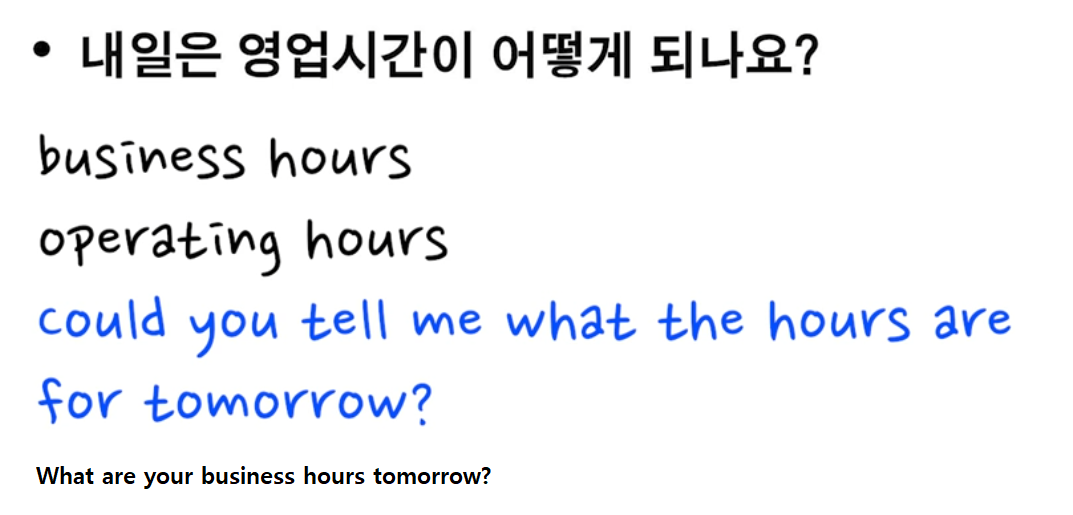 • 내일은 영업시간이 어떻게 되나요?
business hours
operating hours
could you tell me what the hours are
for tomorrow?
What are your business hours tomorrow?